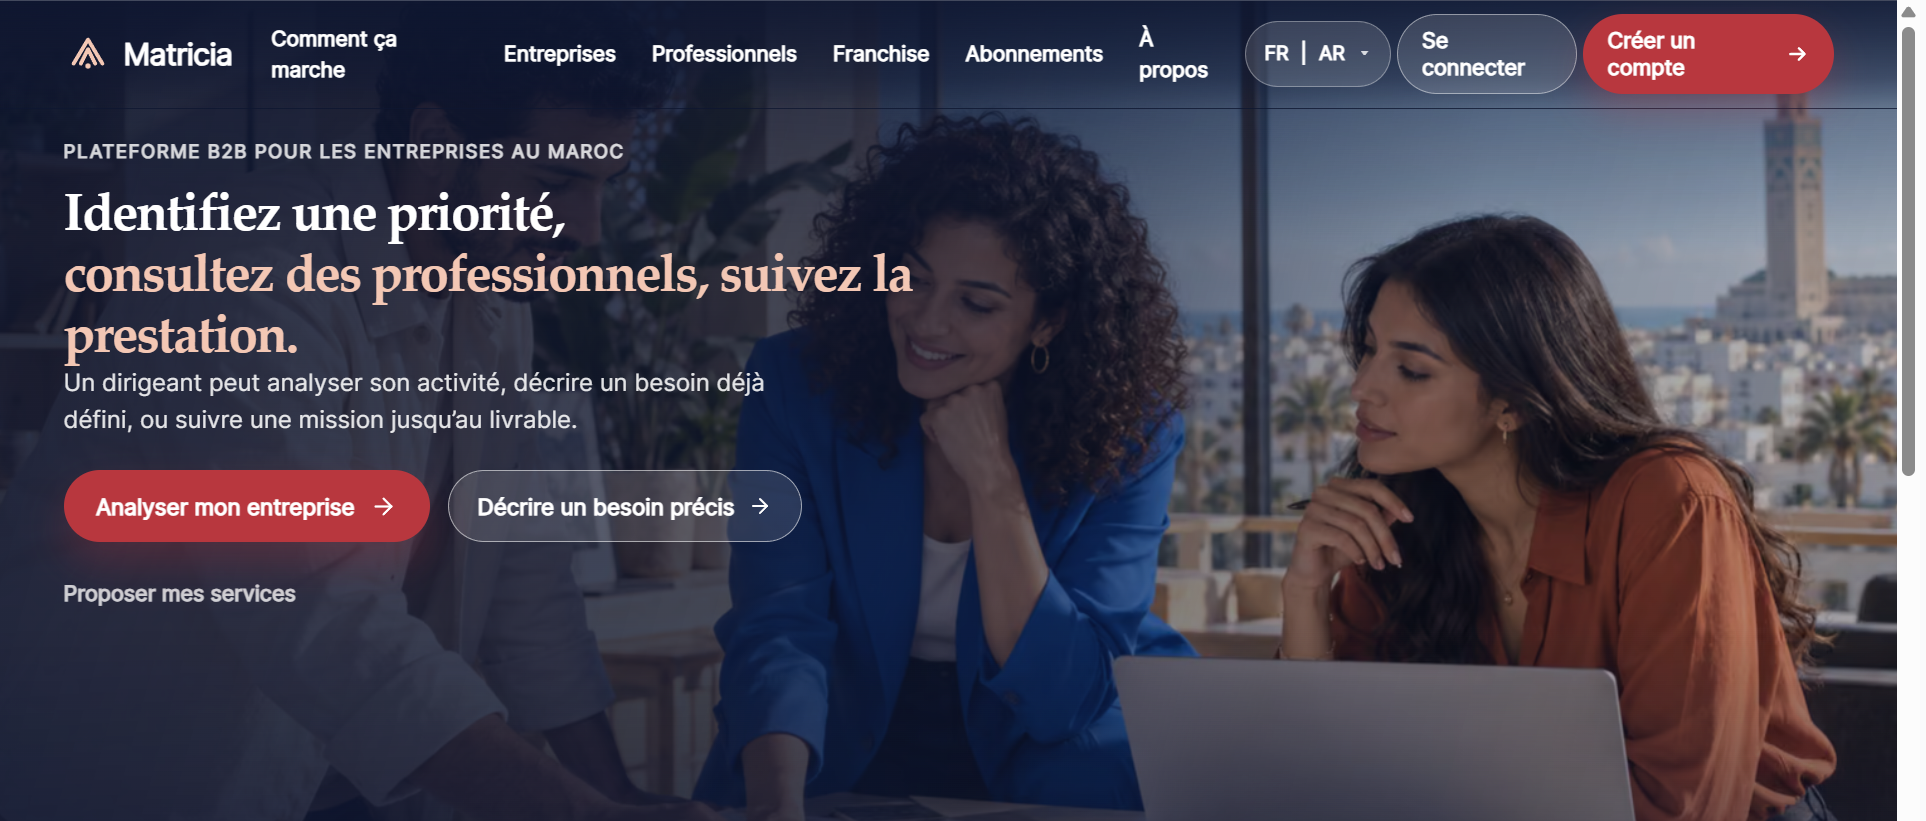 Matricia
Comment ça
marche
Entreprises
Professionnels
Franchise
Abonnements
À
propos
FR | AR
Se
connecter
Créer un
compte
PLATEFORME B2B POUR LES ENTREPRISES AU MAROC
Identifiez une priorité,
consultez des professionnels, suivez la
prestation.
Un dirigeant peut analyser son activité, décrire un besoin déjà
défini, ou suivre une mission jusqu’au livrable.
Analyser mon entreprise
Décrire un besoin précis
Proposer mes services